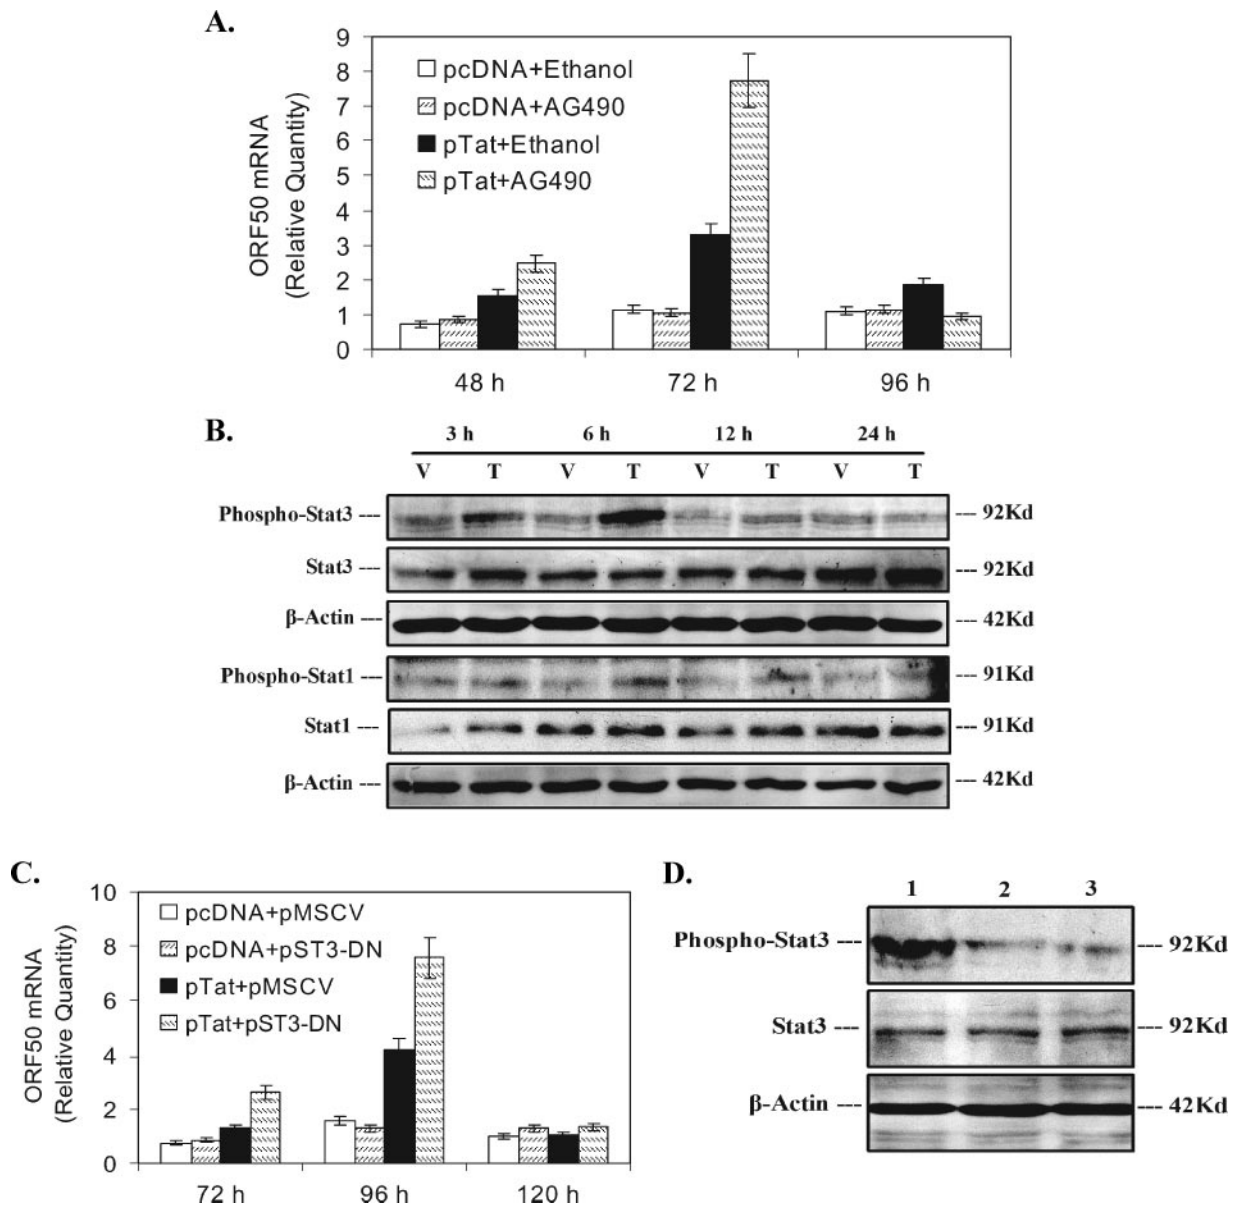 A.
9
8
7
6
5
4
3
2
1
0
ORF50 mRNA
(Relative Quantity)
pcDNA+Ethanol
pcDNA+AG490
pTat+Ethanol
pTat+AG490
48 h 72 h 96 h
B.
3 h 6 h 12 h 24 h
V T V T V T V T
Phospho-Stat3 --- --- 92Kd
Stat3 --- --- 92Kd
β-Actin --- --- 42Kd
Phospho-Stat1 --- --- 91Kd
Stat1 --- --- 91Kd
β-Actin --- --- 42Kd
C.
10
8
6
4
2
0
ORF50 mRNA
(Relative Quantity)
pcDNA+pMSCV
pcDNA+pST3-DN
pTat+pMSCV
pTat+pST3-DN
72 h 96 h 120 h
D.
1 2 3
Phospho-Stat3 --- --- 92Kd
Stat3 --- --- 92Kd
β-Actin --- --- 42Kd